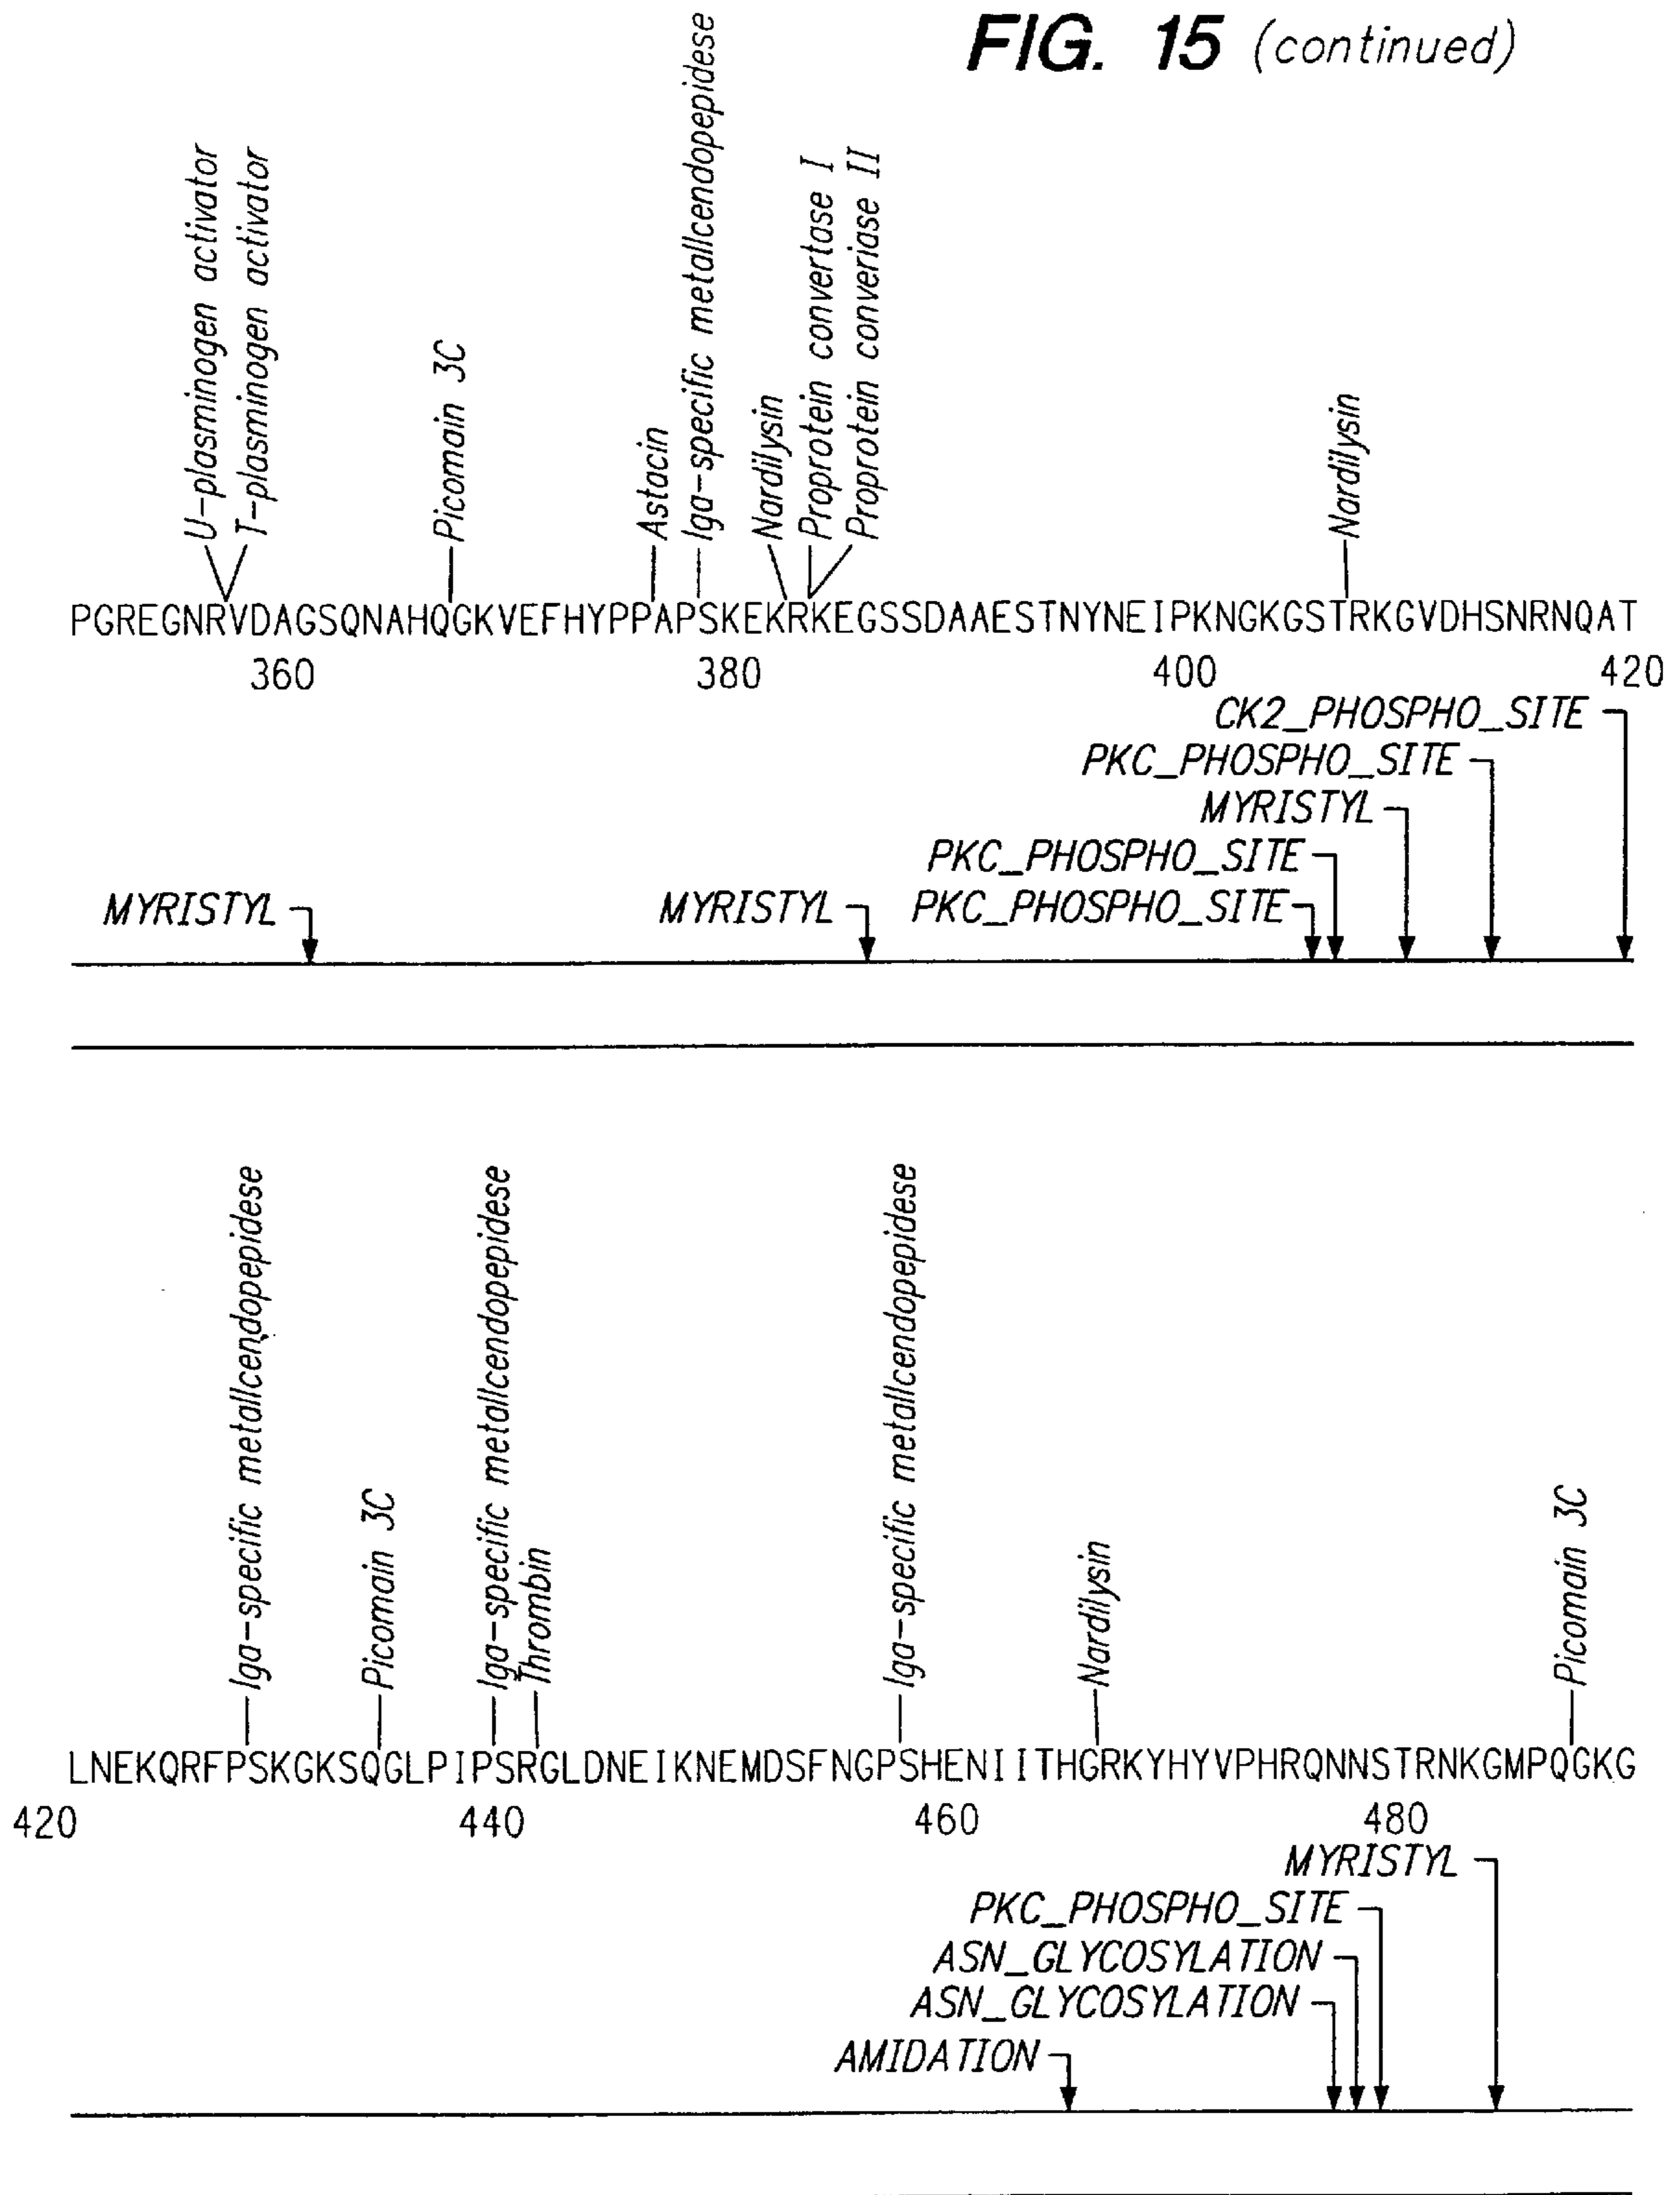 FIG. 15 (continued)
U-plasminogen activator
T-plasminogen activator
Picomain 3C
Astacin
Iga-specific metallcendopepidese
Nardilysin
Proprotein convertase I
Proprotein converiase II
Nardilysin
PGREGNRVDAGSQNAHQGKVEFHYPPAPSKEKRKEGSSDAAESTNYNEIPKNGKGSTRKGVDHSNRNQAT
360 380 400 420
CK2_PHOSPHO_SITE
PKC_PHOSPHO_SITE
MYRISTYL
PKC_PHOSPHO_SITE
MYRISTYL MYRISTYL PKC_PHOSPHO_SITE
Iga-specific metallcendopepidese
Picomain 3C
Iga-specific metallcendopepidese
Thrombin
Iga-specific metallcendopepidese
Nardilysin
Picomain 3C
LNEKQRFPSKGKSQGLPIPSRGLDNEIKNEMDSFNGPSHENIITHGRKYHYVPHRQNNSTRNKGMPQGKG
420 440 460 480
MYRISTYL
PKC_PHOSPHO_SITE
ASN_GLYCOSYLATION
ASN_GLYCOSYLATION
AMIDATION